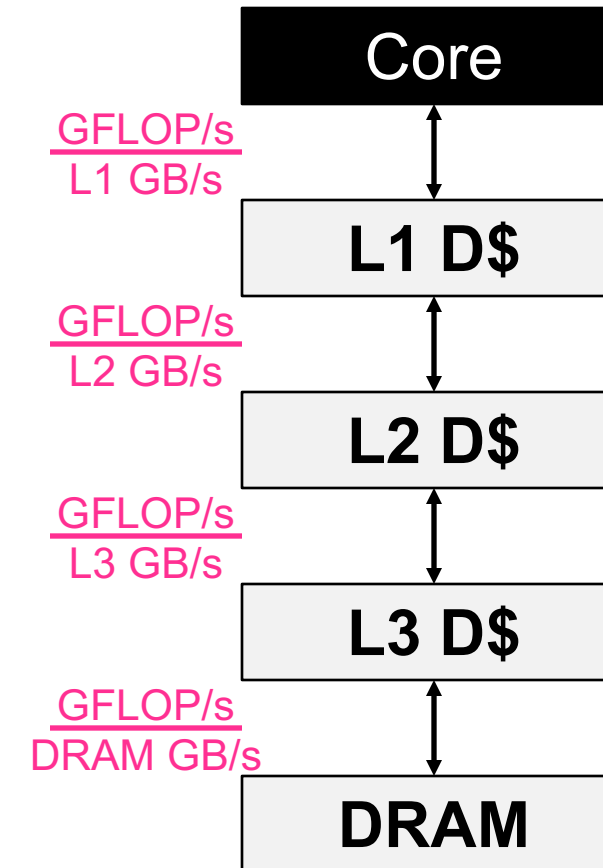 Core
GFLOP/s
L1 GB/s
L1 D$
GFLOP/s
L2 GB/s
L2 D$
GFLOP/s
L3 GB/s
L3 D$
GFLOP/s
DRAM GB/s
DRAM